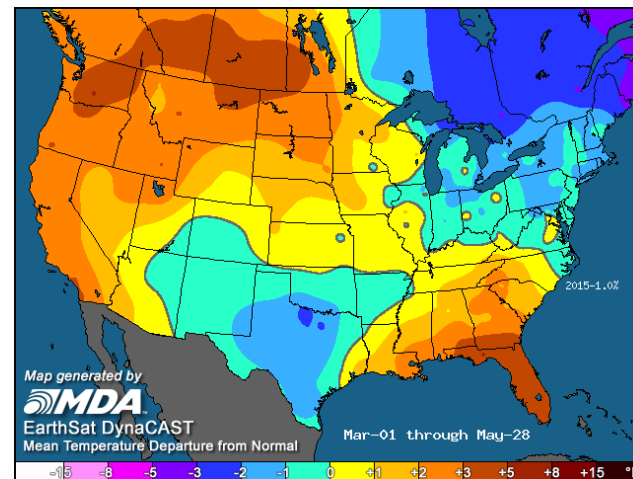 2015-1.0%
Map generated by
MDA
EarthSat DynaCAST
Mean Temperature Departure from Normal
Mar-01 through May-28
-15 -8 -5 -3 -2 -1 0 +1 +2 +3 +5 +8 +15 °F